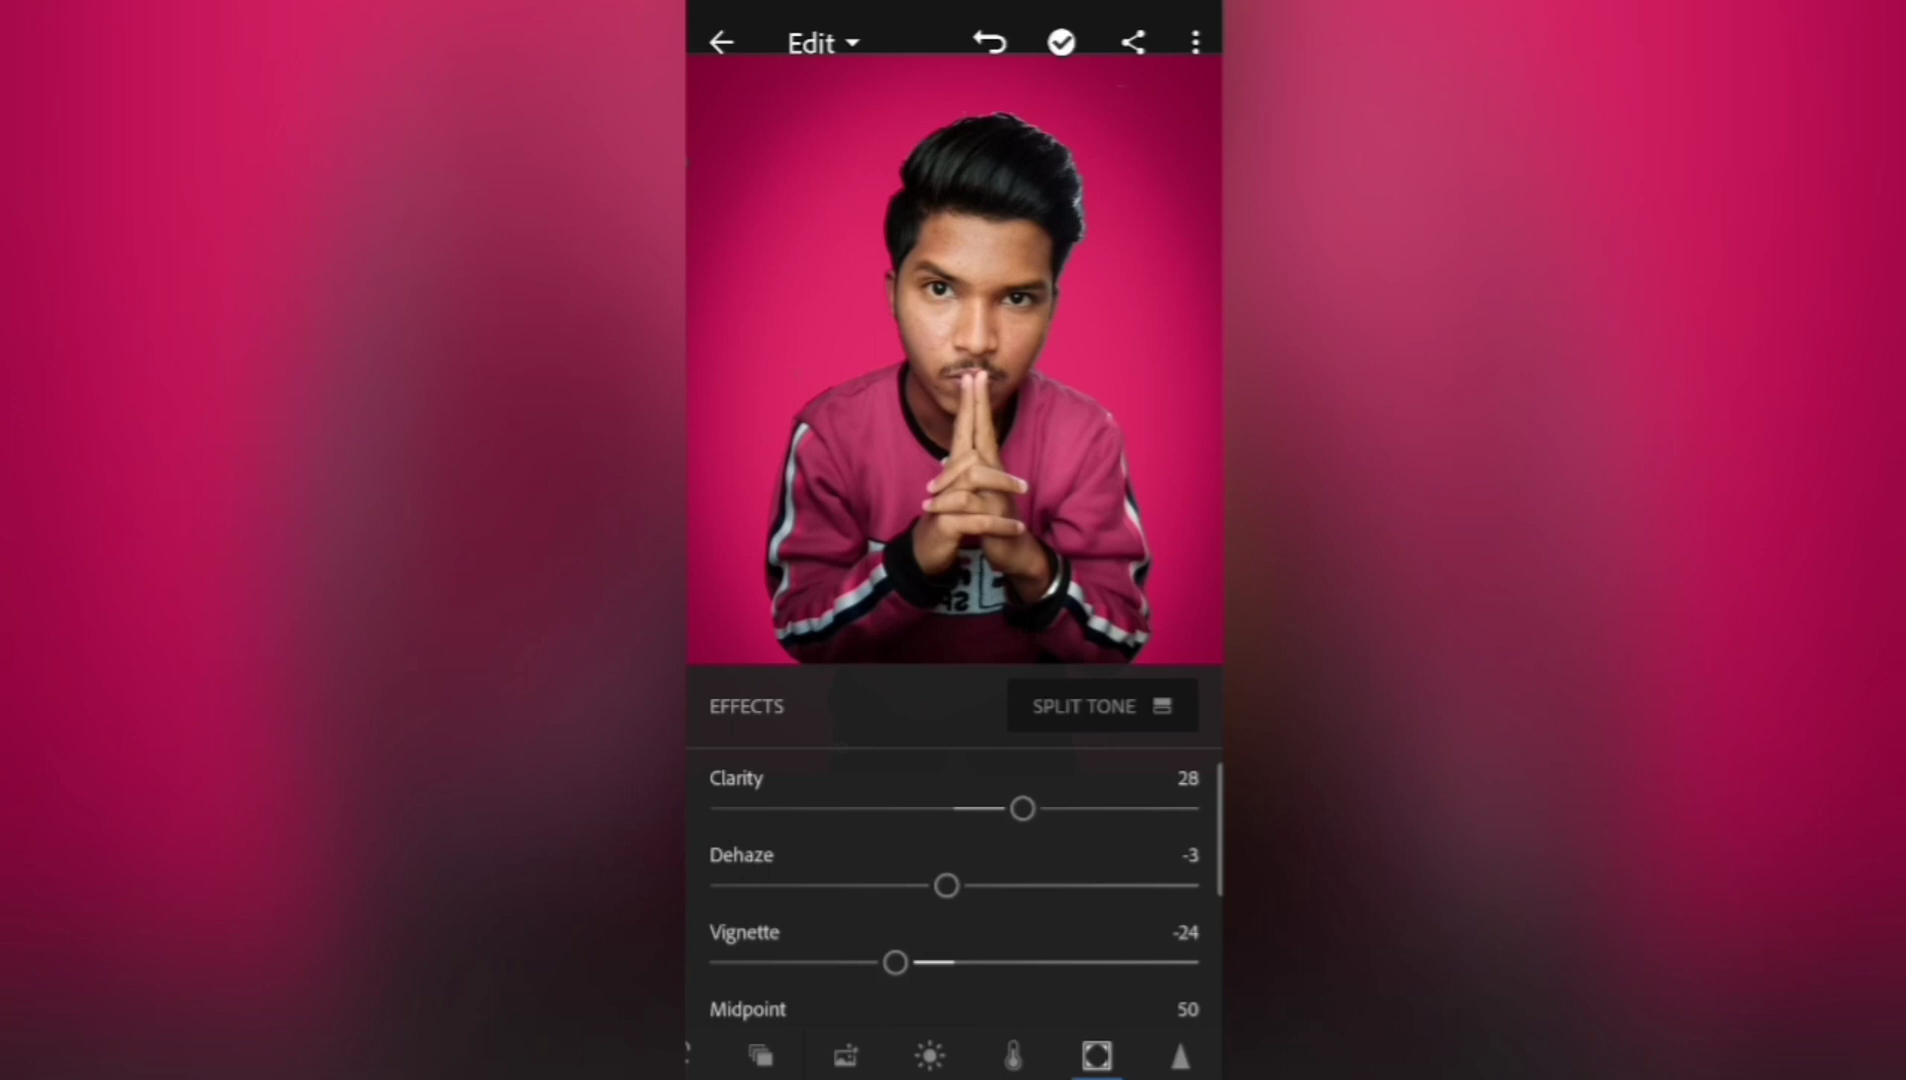 Edit
EFFECTS
SPLIT TONE
Clarity 28
Dehaze -3
Vignette -24
Midpoint 50